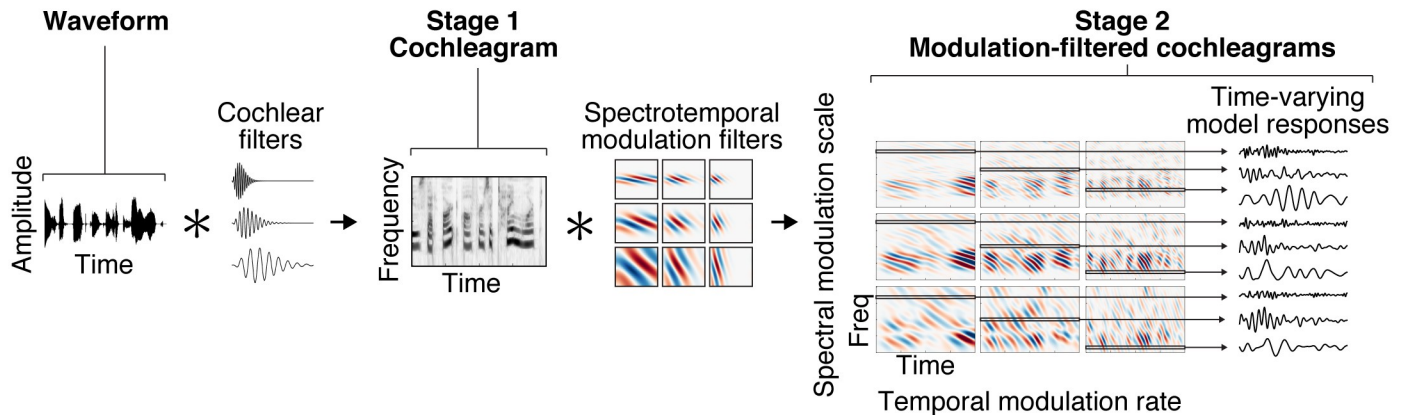 Waveform
Amplitude
Time
Cochlear
filters
Stage 1
Cochleagram
Frequency
Time
Spectrotemporal
modulation filters
Stage 2
Modulation-filtered cochleagrams
Spectral modulation scale
Freq
Time
Temporal modulation rate
Time-varying
model responses